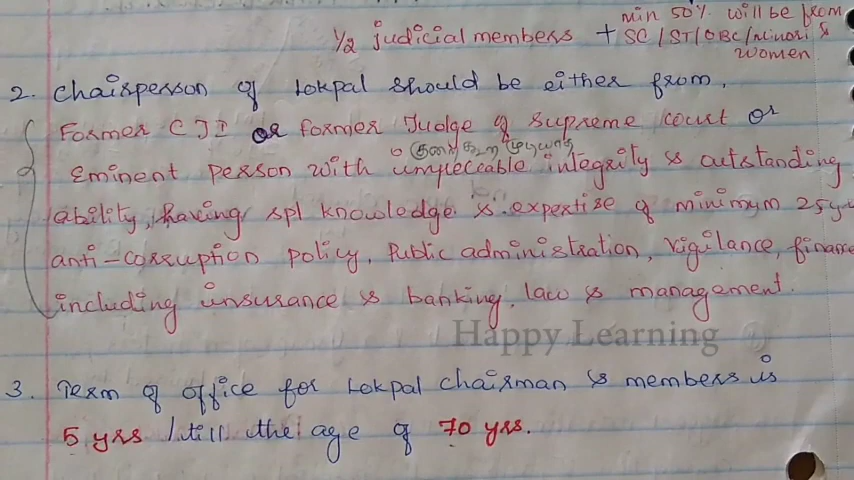 ½ judicial members + min 50% will be from
SC/ST/OBC/Minori &
women
2. Chairperson of Lokpal should be either from,
Former CJI or former Judge of Supreme court or
குறை கூற முடியாத
Eminent person with impeccable integrity & outstanding
ability, having spl knowledge & expertise of minimum 25y
anti-corruption policy, Public administration, vigilance, finance
including insurance & banking, law & management.
Happy Learning
3. Term of office for Lokpal chairman & members is
5 yrs / till the age of 70 yrs.